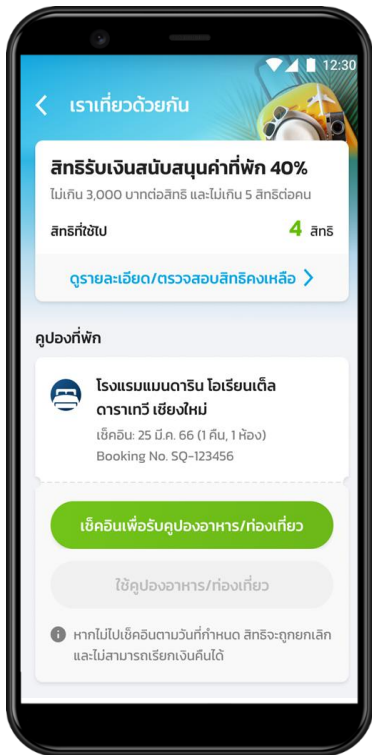 12:30
เราเที่ยวด้วยกัน
สิทธิรับเงินสนับสนุนค่าที่พัก 40%
ไม่เกิน 3,000 บาทต่อสิทธิ และไม่เกิน 5 สิทธิต่อคน
สิทธิที่ใช้ไป 4 สิทธิ
ดูรายละเอียด/ตรวจสอบสิทธิคงเหลือ
คูปองที่พัก
โรงแรมแมนดาริน โอเรียนเต็ล
ดาราเทวี เชียงใหม่
เช็คอิน: 25 มี.ค. 66 (1 คืน, 1 ห้อง)
Booking No. SQ-123456
เช็คอินเพื่อรับคูปองอาหาร/ท่องเที่ยว
ใช้คูปองอาหาร/ท่องเที่ยว
หากไม่ไปเช็คอินตามวันที่กำหนด สิทธิจะถูกยกเลิก
และไม่สามารถเรียกเงินคืนได้